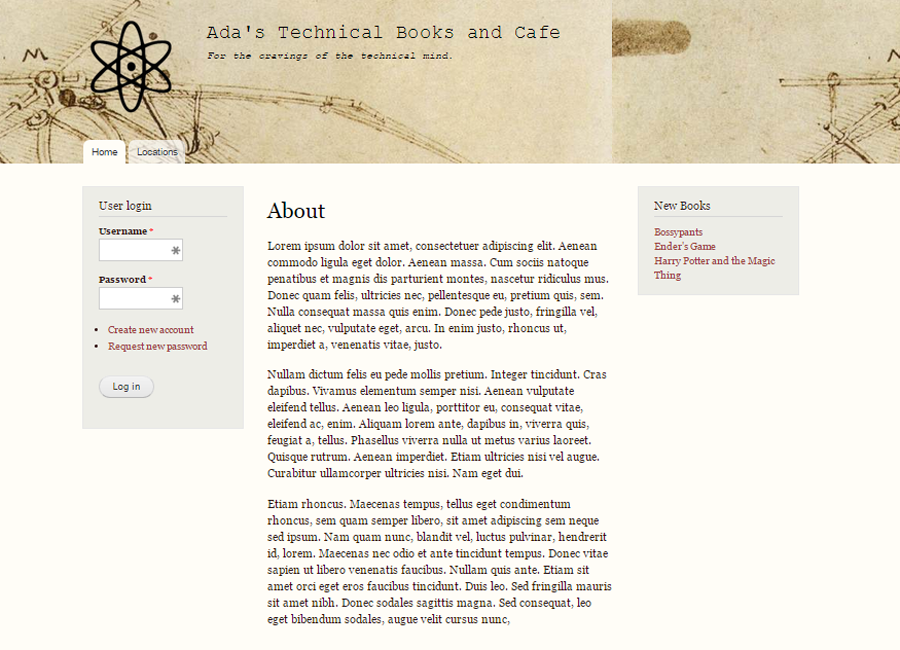 Ada's Technical Books and Cafe
For the cravings of the technical mind.
Home
Locations
User login
Username *
Password *
Create new account
Request new password
Log in
About
Lorem ipsum dolor sit amet, consectetuer adipiscing elit. Aenean
commodo ligula eget dolor. Aenean massa. Cum sociis natoque
penatibus et magnis dis parturient montes, nascetur ridiculus mus.
Donec quam felis, ultricies nec, pellentesque eu, pretium quis, sem.
Nulla consequat massa quis enim. Donec pede justo, fringilla vel,
aliquet nec, vulputate eget, arcu. In enim justo, rhoncus ut,
imperdiet a, venenatis vitae, justo.
Nullam dictum felis eu pede mollis pretium. Integer tincidunt. Cras
dapibus. Vivamus elementum semper nisi. Aenean vulputate
eleifend tellus. Aenean leo ligula, porttitor eu, consequat vitae,
eleifend ac, enim. Aliquam lorem ante, dapibus in, viverra quis,
feugiat a, tellus. Phasellus viverra nulla ut metus varius laoreet.
Quisque rutrum. Aenean imperdiet. Etiam ultricies nisi vel augue.
Curabitur ullamcorper ultricies nisi. Nam eget dui.
Etiam rhoncus. Maecenas tempus, tellus eget condimentum
rhoncus, sem quam semper libero, sit amet adipiscing sem neque
sed ipsum. Nam quam nunc, blandit vel, luctus pulvinar, hendrerit
id, lorem. Maecenas nec odio et ante tincidunt tempus. Donec vitae
sapien ut libero venenatis faucibus. Nullam quis ante. Etiam sit
amet orci eget eros faucibus tincidunt. Duis leo. Sed fringilla mauris
sit amet nibh. Donec sodales sagittis magna. Sed consequat, leo
eget bibendum sodales, augue velit cursus nunc,
New Books
Bossypants
Ender's Game
Harry Potter and the Magic
Thing